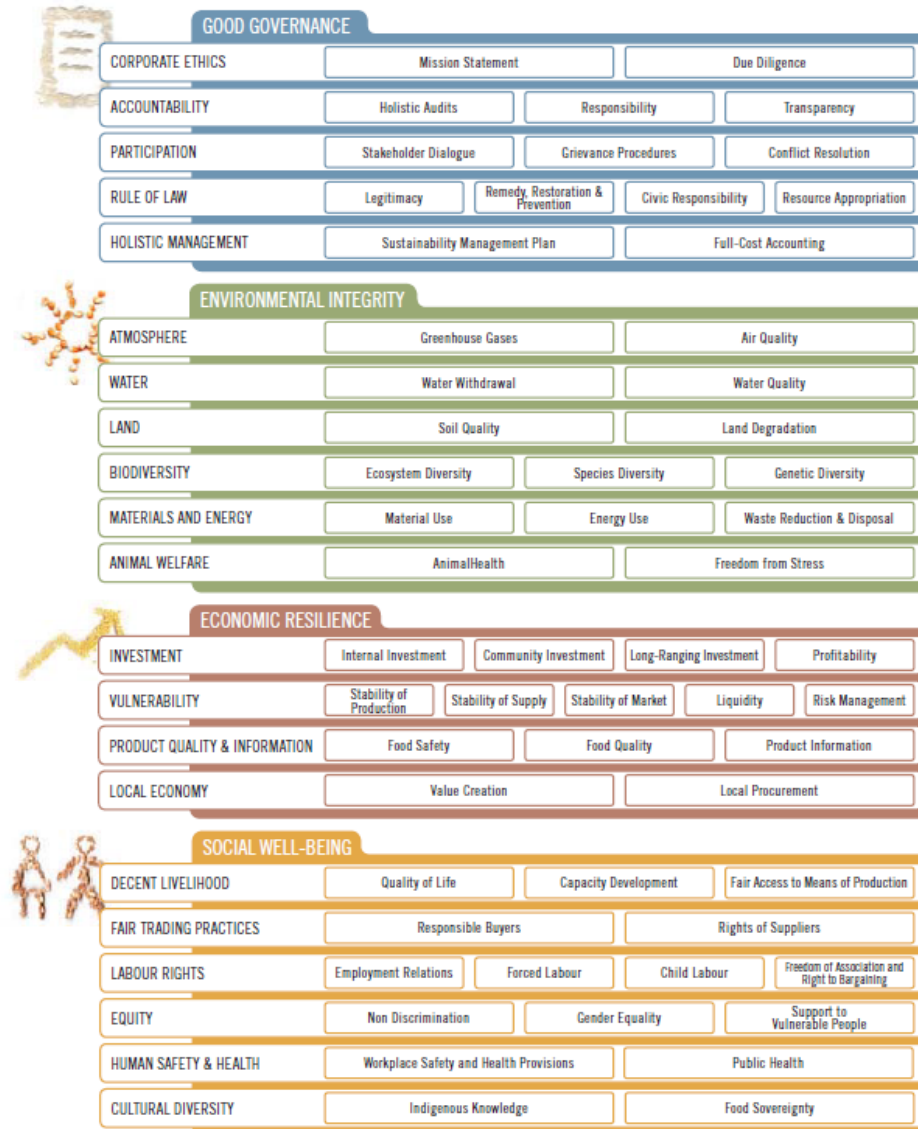 GOOD GOVERNANCE
CORPORATE ETHICS
Mission Statement
Due Diligence
ACCOUNTABILITY
Holistic Audits
Responsibility
Transparency
PARTICIPATION
Stakeholder Dialogue
Grievance Procedures
Conflict Resolution
RULE OF LAW
Legitimacy
Remedy, Restoration &
Prevention
Civic Responsibility
Resource Appropriation
HOLISTIC MANAGEMENT
Sustainability Management Plan
Full-Cost Accounting
ENVIRONMENTAL INTEGRITY
ATMOSPHERE
Greenhouse Gases
Air Quality
WATER
Water Withdrawal
Water Quality
LAND
Soil Quality
Land Degradation
BIODIVERSITY
Ecosystem Diversity
Species Diversity
Genetic Diversity
MATERIALS AND ENERGY
Material Use
Energy Use
Waste Reduction & Disposal
ANIMAL WELFARE
AnimalHealth
Freedom from Stress
ECONOMIC RESILIENCE
INVESTMENT
Internal Investment
Community Investment
Long-Ranging Investment
Profitability
VULNERABILITY
Stability of
Production
Stability of Supply
Stability of Market
Liquidity
Risk Management
PRODUCT QUALITY & INFORMATION
Food Safety
Food Quality
Product Information
LOCAL ECONOMY
Value Creation
Local Procurement
SOCIAL WELL-BEING
DECENT LIVELIHOOD
Quality of Life
Capacity Development
Fair Access to Means of Production
FAIR TRADING PRACTICES
Responsible Buyers
Rights of Suppliers
LABOUR RIGHTS
Employment Relations
Forced Labour
Child Labour
Freedom of Association and
Right to Bargaining
EQUITY
Non Discrimination
Gender Equality
Support to
Vulnerable People
HUMAN SAFETY & HEALTH
Workplace Safety and Health Provisions
Public Health
CULTURAL DIVERSITY
Indigenous Knowledge
Food Sovereignty